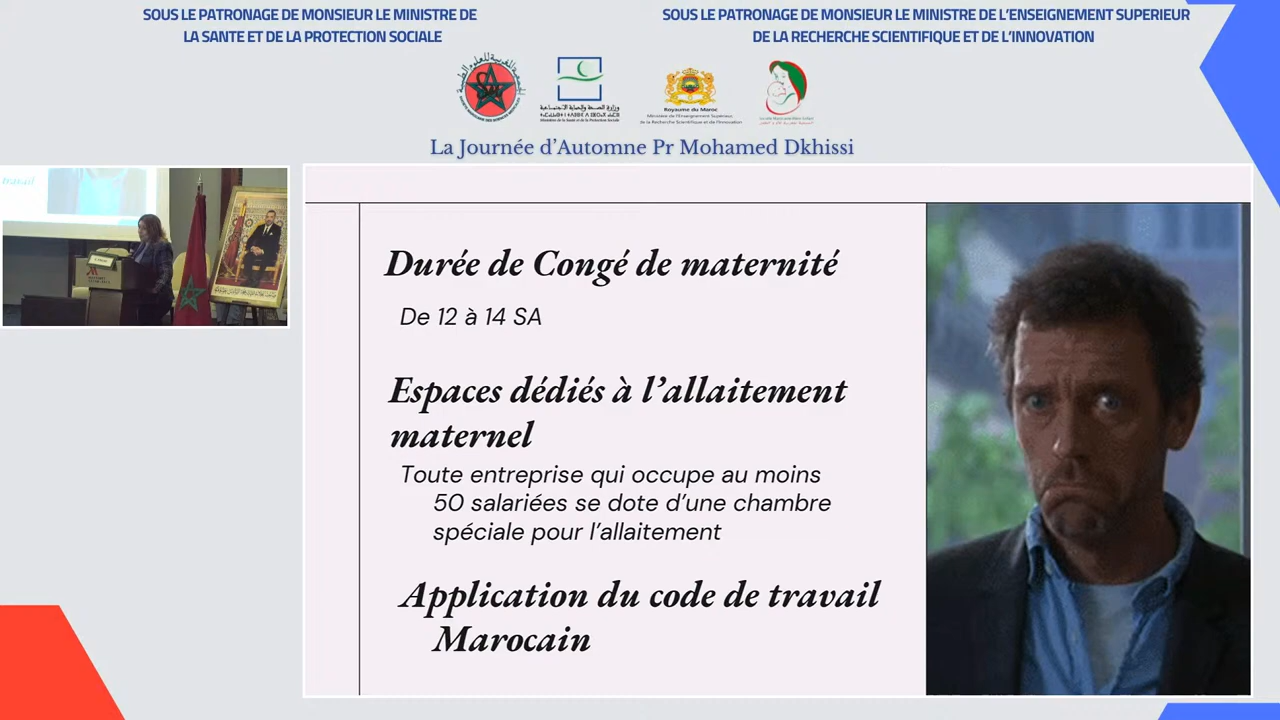 SOUS LE PATRONAGE DE MONSIEUR LE MINISTRE DE
LA SANTE ET DE LA PROTECTION SOCIALE
SOUS LE PATRONAGE DE MONSIEUR LE MINISTRE DE L'ENSEIGNEMENT SUPERIEUR
DE LA RECHERCHE SCIENTIFIQUE ET DE L'INNOVATION
Royaume du Maroc
La Journée d’Automne Pr Mohamed Dkhissi
travail
Durée de Congé de maternité
De 12 à 14 SA
Espaces dédiés à l’allaitement
maternel
Toute entreprise qui occupe au moins
50 salariées se dote d’une chambre
spéciale pour l’allaitement
Application du code de travail
Marocain